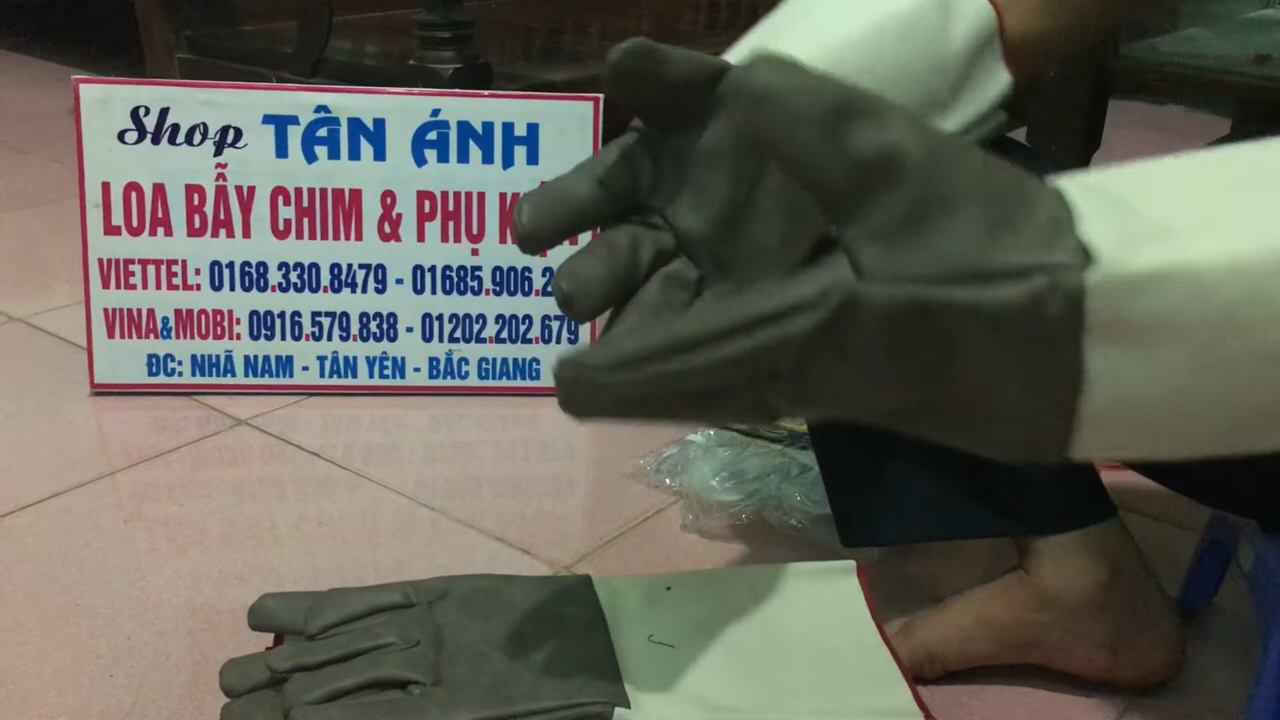 Shop TÂN ÁNH
LOA BẪY CHIM & PHỤ
VIETTEL: 0168.330.8479 - 01685.906.2
VINA&MOBI: 0916.579.838 - 01202.202.679
ĐC: NHÃ NAM - TÂN YÊN - BẮC GIANG